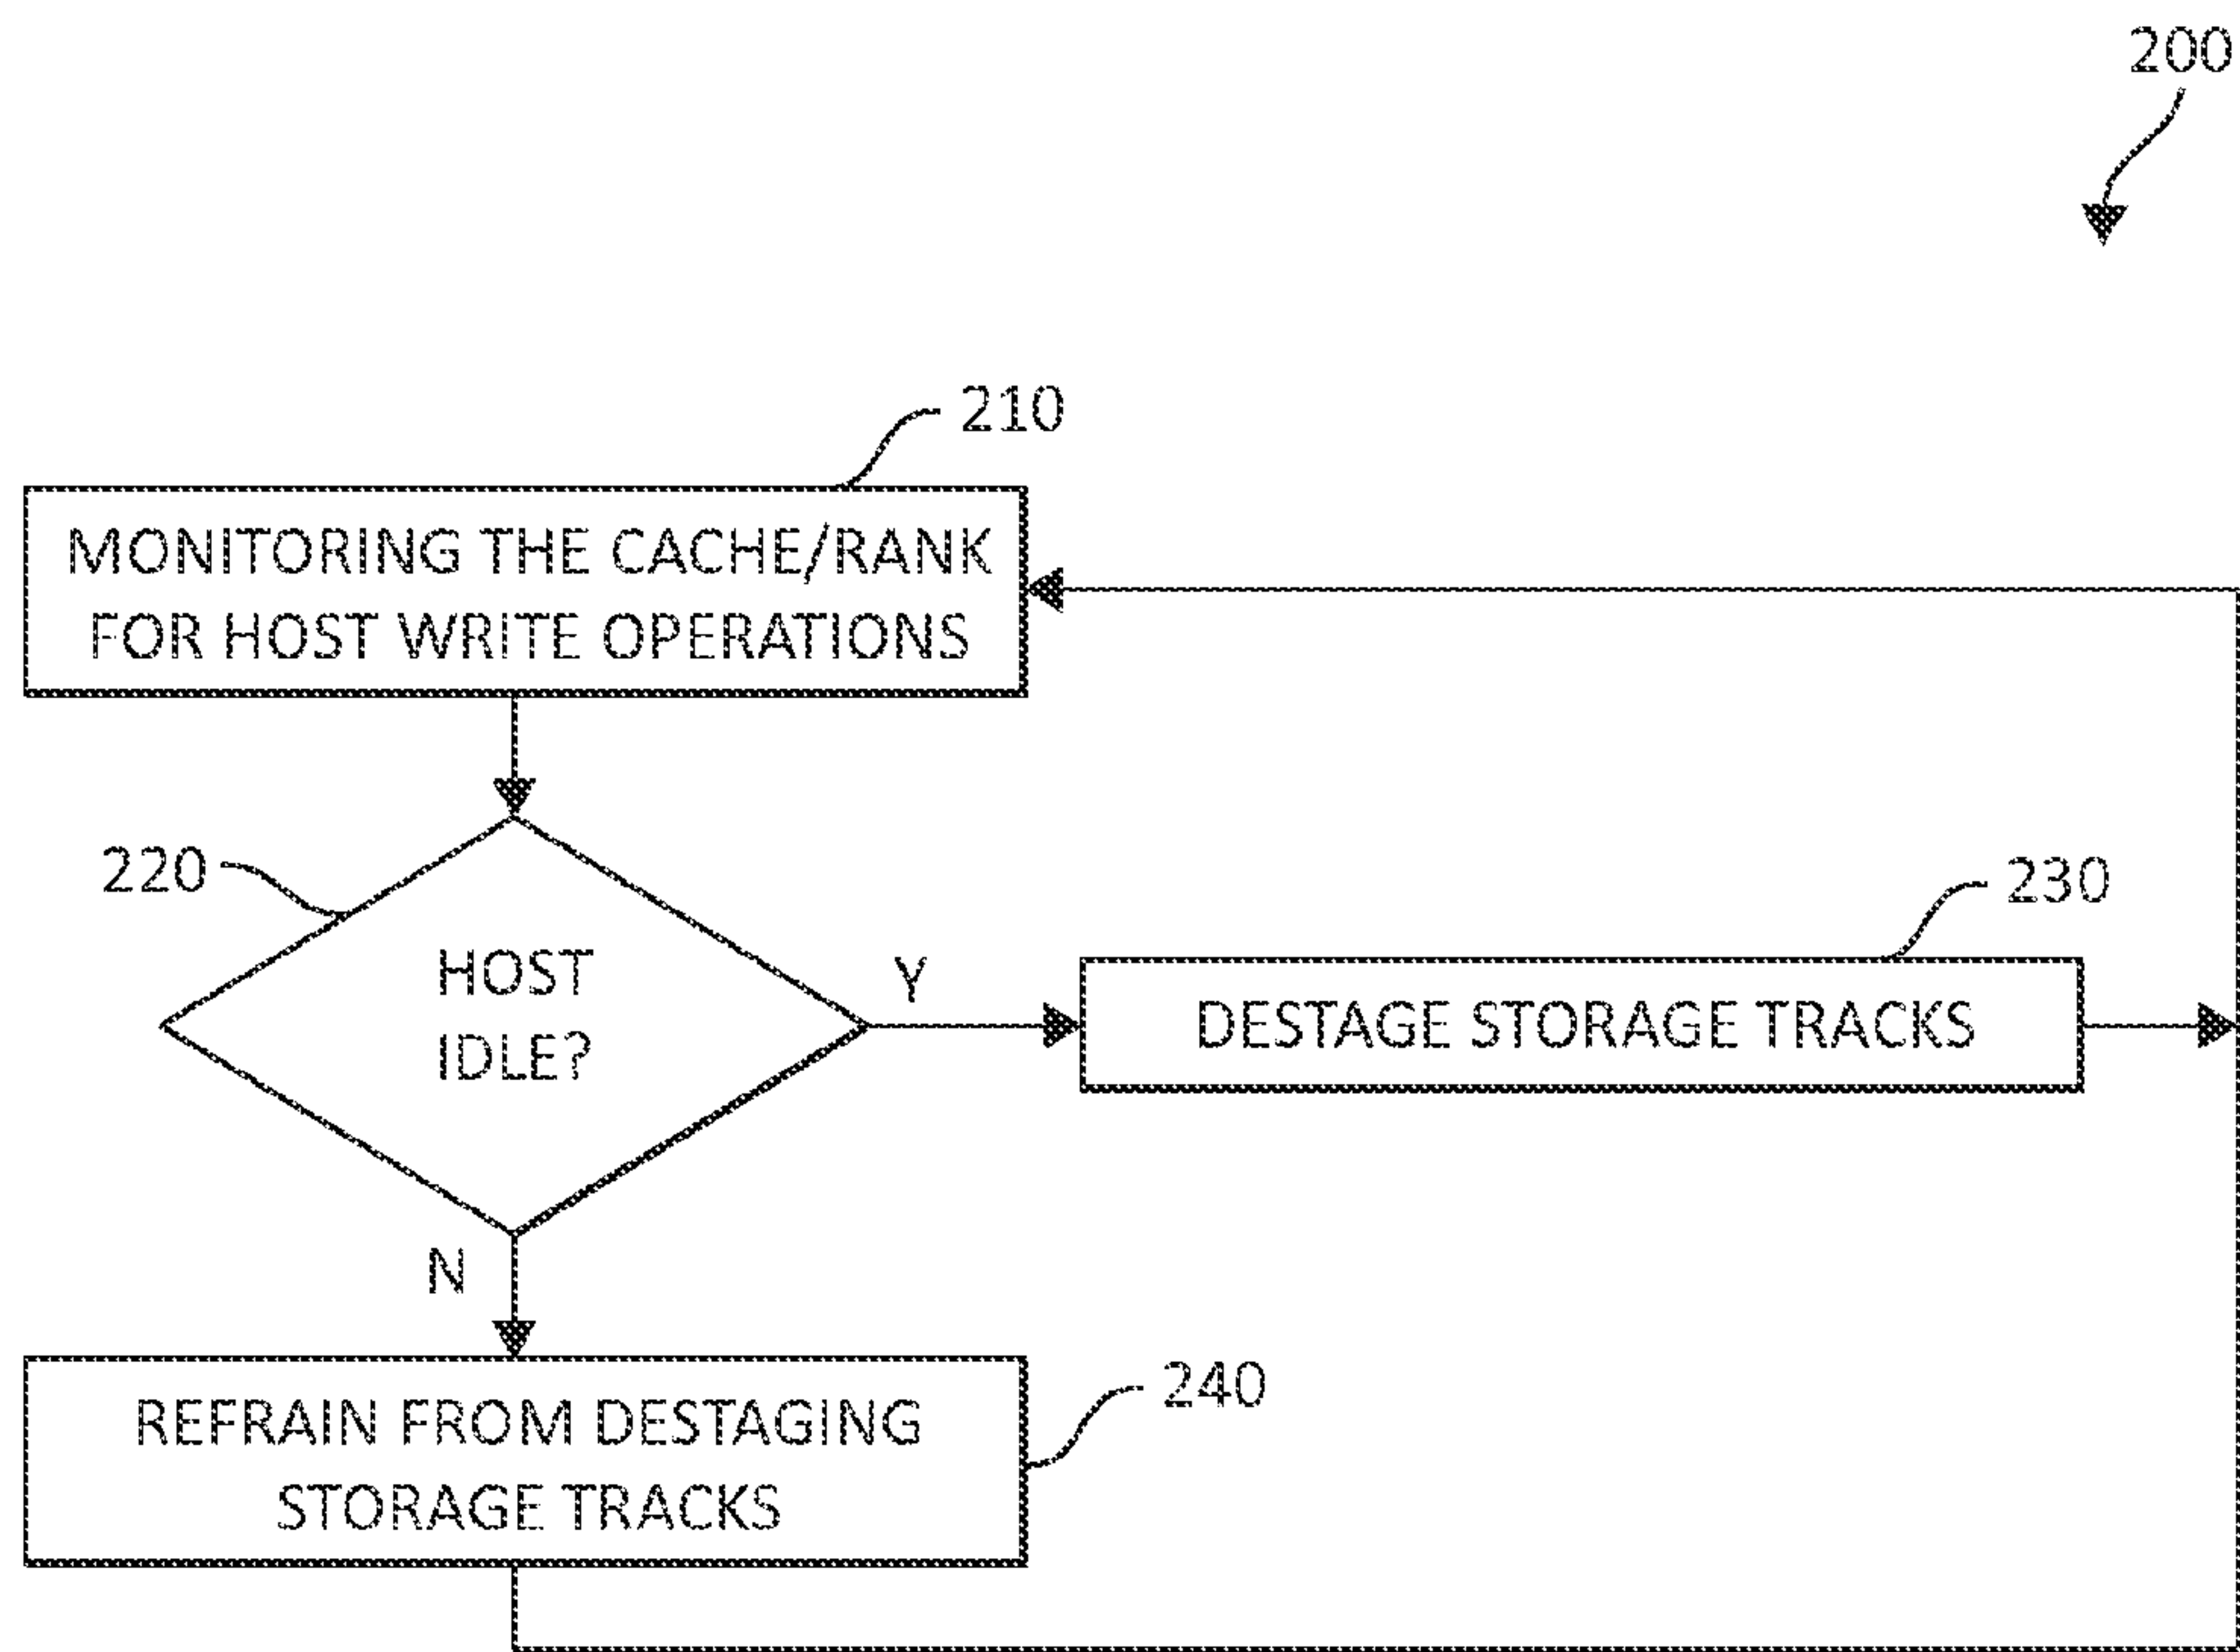 200
210
MONITORING THE CACHE/RANK
FOR HOST WRITE OPERATIONS
220
HOST
IDLE?
Y
230
DESTAGE STORAGE TRACKS
N
240
REFRAIN FROM DESTAGING
STORAGE TRACKS